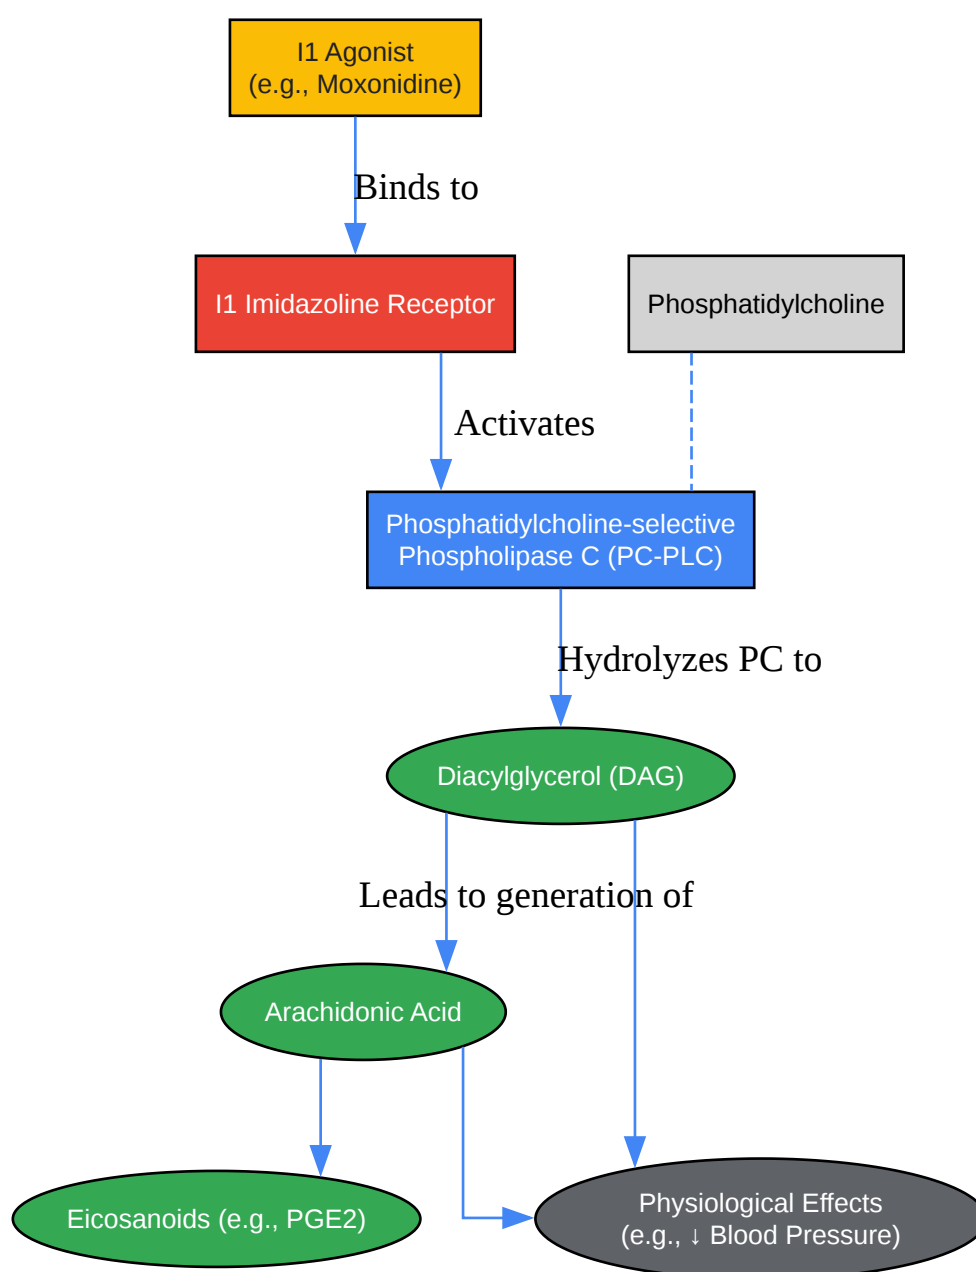 I1 Agonist
(e.g., Moxonidine)
Binds to
I1 Imidazoline Receptor
Phosphatidylcholine
Activates
Phosphatidylcholine-selective
Phospholipase C (PC-PLC)
Hydrolyzes PC to
Diacylglycerol (DAG)
Leads to generation of
Arachidonic Acid
Eicosanoids (e.g., PGE2)
Physiological Effects
(e.g., ↓ Blood Pressure)